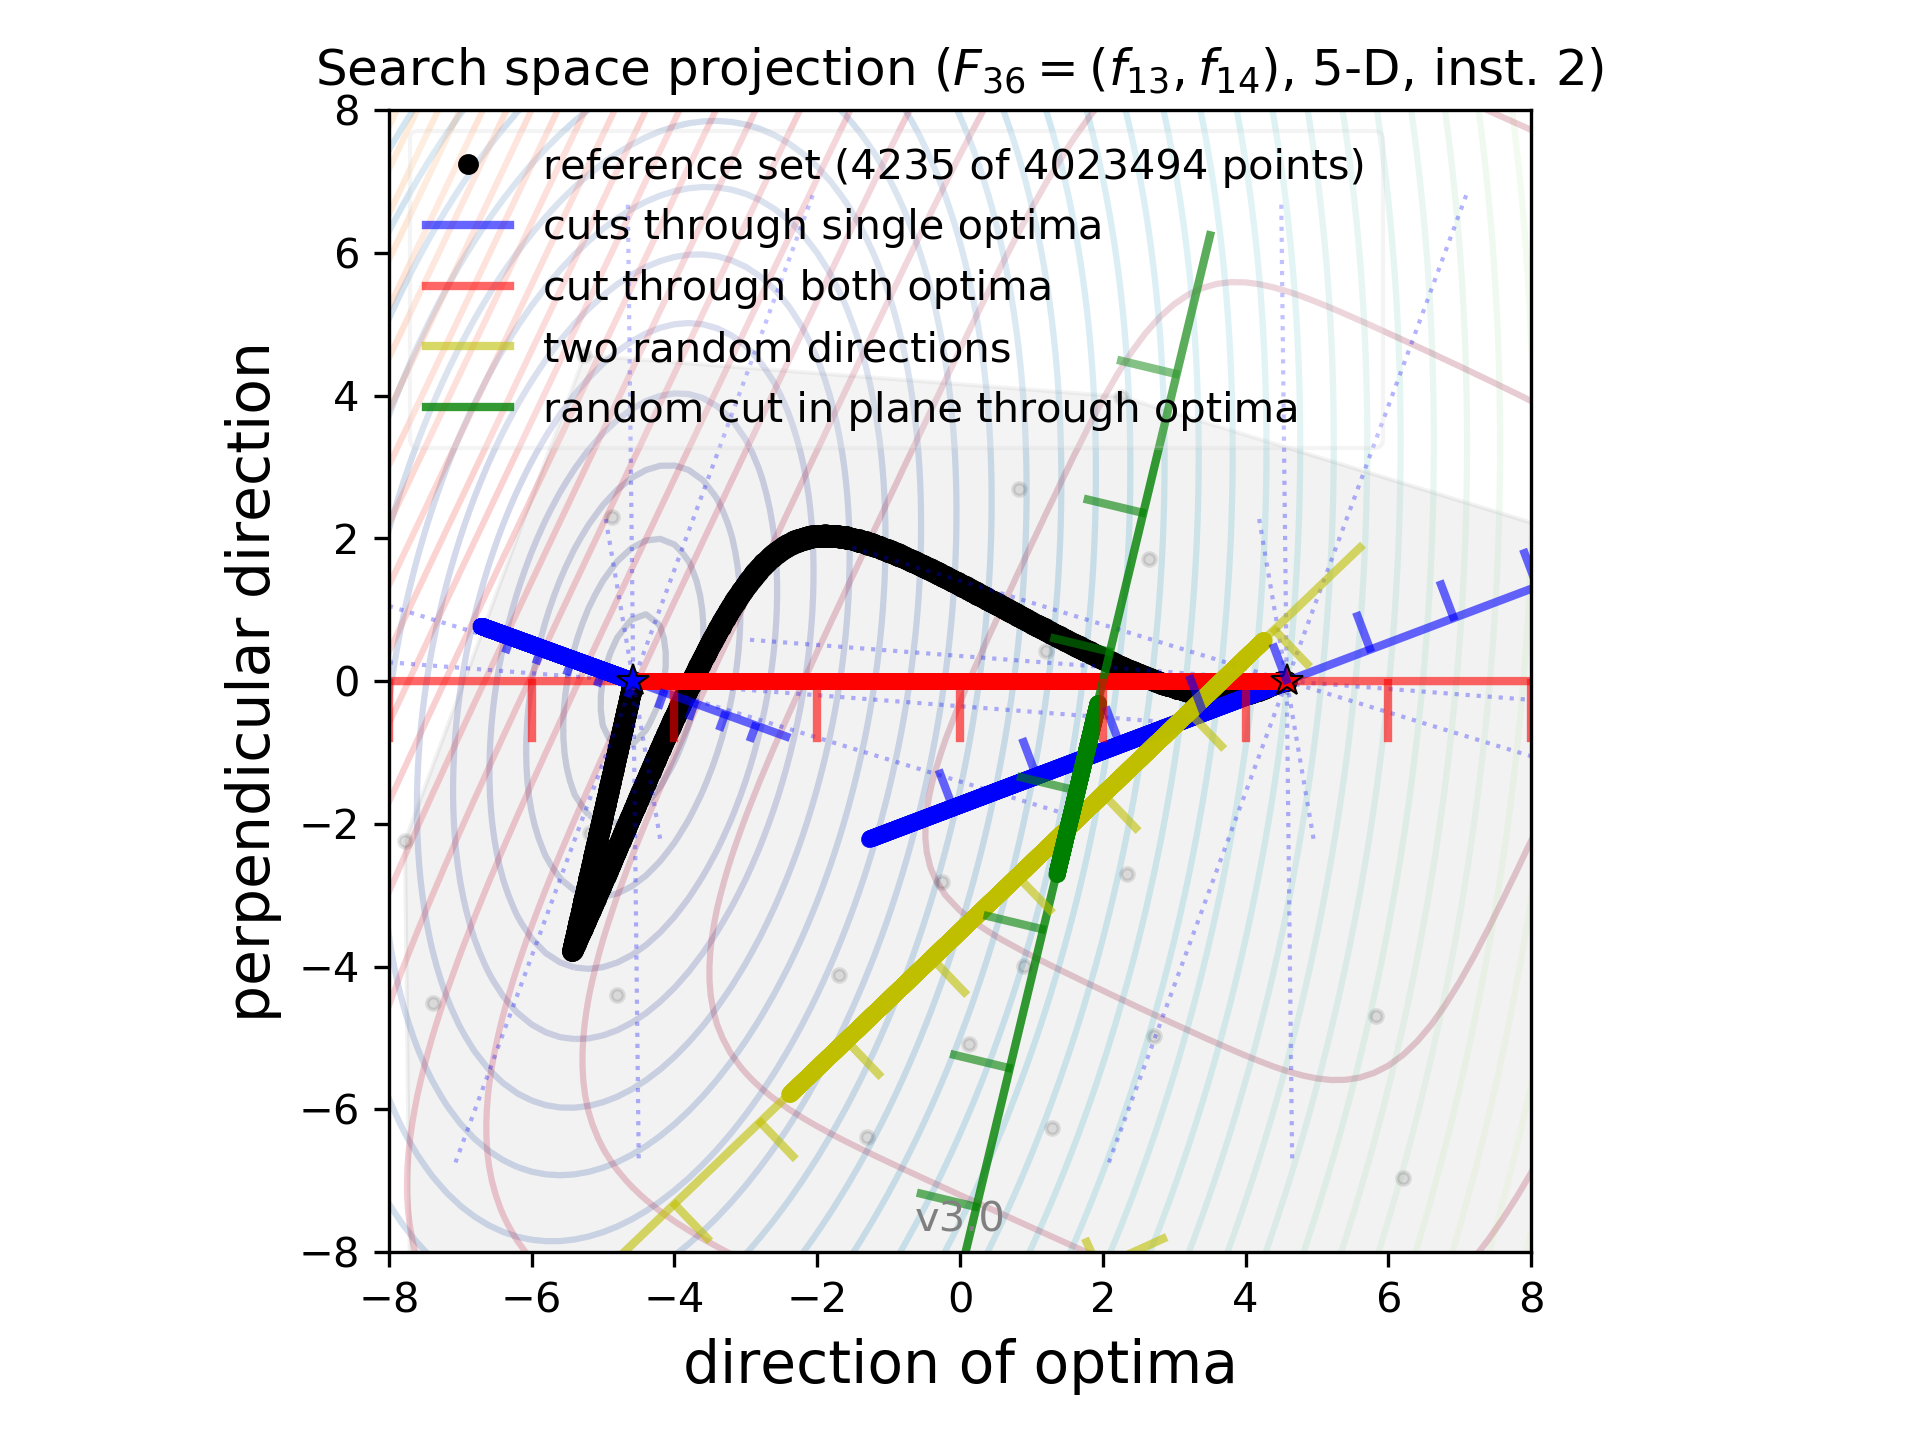 Search space projection (F36 = (f13, f14), 5-D, inst. 2)
8
reference set (4235 of 4023494 points)
cuts through single optima
6
cut through both optima
two random directions
4
random cut in plane through optima
2
0
−2
−4
−6
v3.0
−8
−8 −6 −4 −2 0 2 4 6 8
direction of optima
perpendicular direction